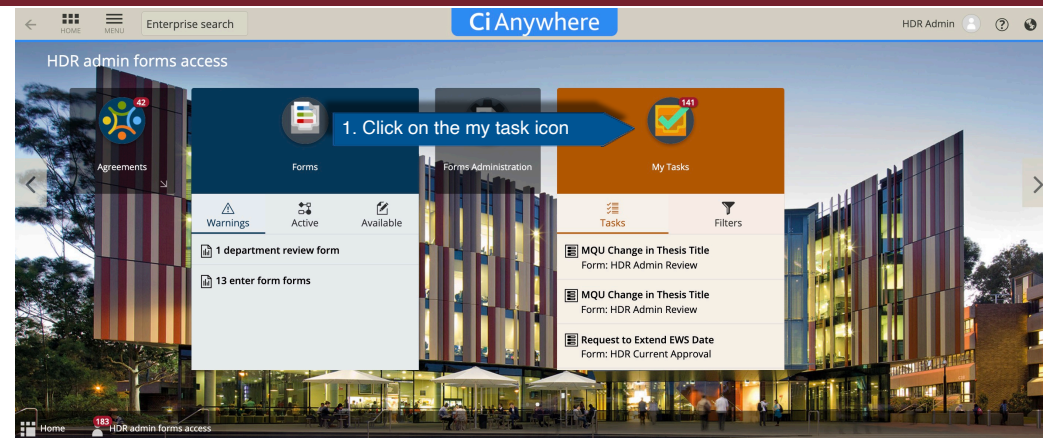 HOME
MENU
Enterprise search
Ci Anywhere
HDR Admin
?
HDR admin forms access
42
Agreements
Forms
1. Click on the my task icon
Forms Administration
141
My Tasks
Warnings
Active
Available
1 department review form
13 enter form forms
Tasks
Filters
MQU Change in Thesis Title
Form: HDR Admin Review
MQU Change in Thesis Title
Form: HDR Admin Review
Request to Extend EWS Date
Form: HDR Current Approval
Home
183
HDR admin forms access